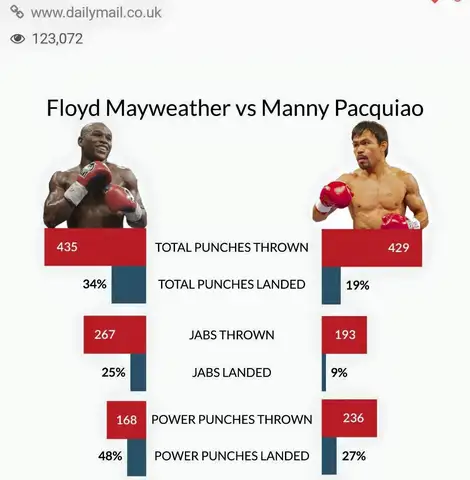 www.dailymail.co.uk
123,072
Floyd Mayweather vs Manny Pacquiao
435 TOTAL PUNCHES THROWN 429
34% TOTAL PUNCHES LANDED 19%
267 JABS THROWN 193
25% JABS LANDED 9%
168 POWER PUNCHES THROWN 236
48% POWER PUNCHES LANDED 27%